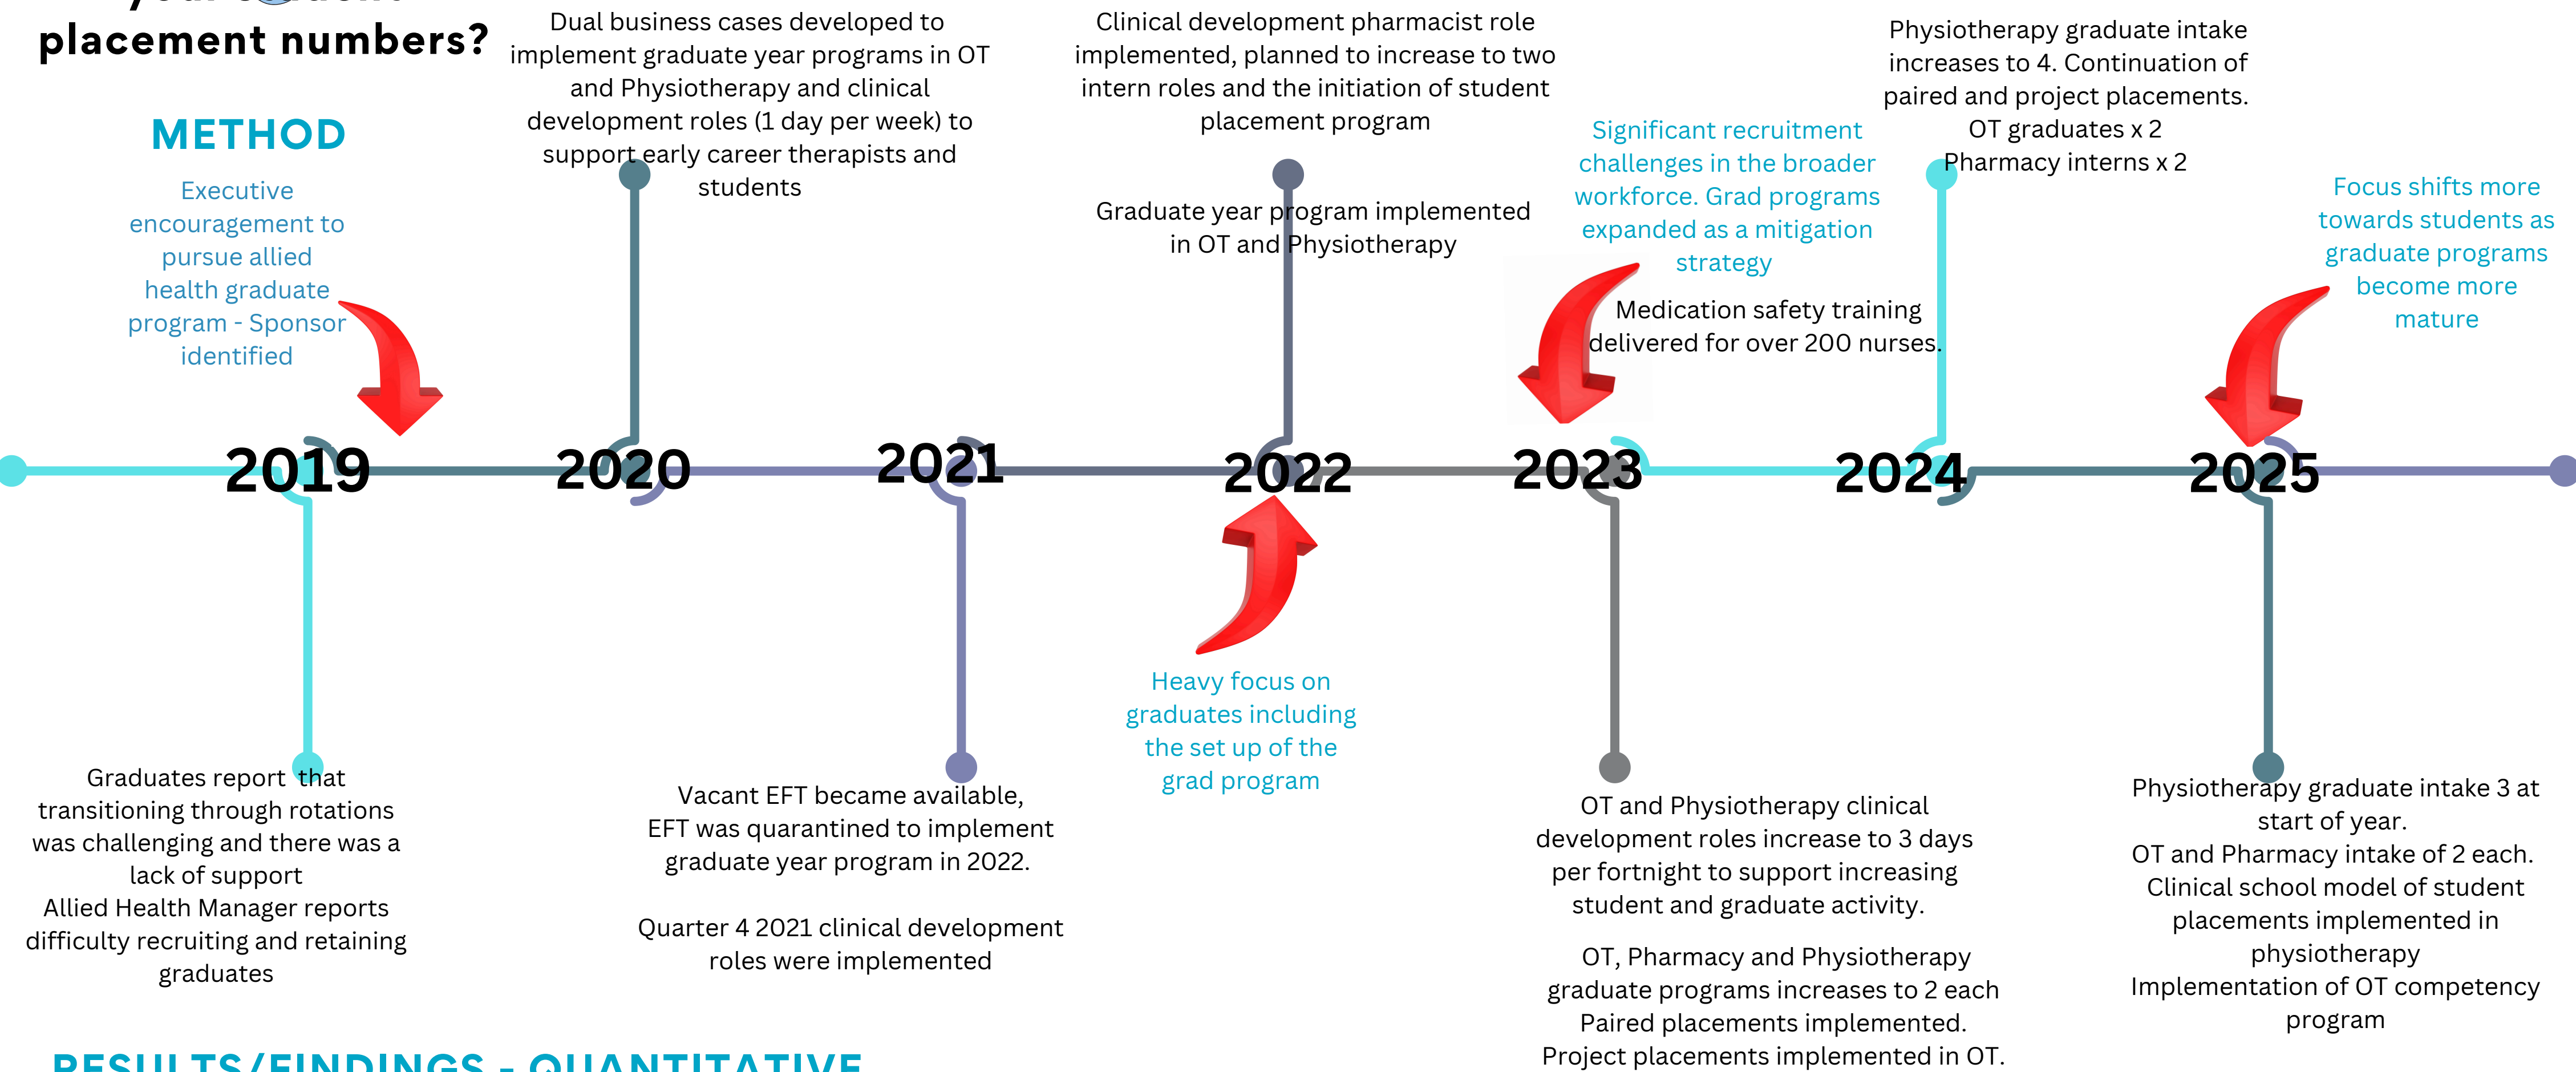 your student
placement numbers?
METHOD
Executive
encouragement to
pursue allied
health graduate
program - Sponsor
identified
Dual business cases developed to
implement graduate year programs in OT
and Physiotherapy and clinical
development roles (1 day per week) to
support early career therapists and
students
Clinical development pharmacist role
implemented, planned to increase to two
intern roles and the initiation of student
placement program
Graduate year program implemented
in OT and Physiotherapy
Significant recruitment
challenges in the broader
workforce. Grad programs
expanded as a mitigation
strategy
Medication safety training
delivered for over 200 nurses.
Physiotherapy graduate intake
increases to 4. Continuation of
paired and project placements.
OT graduates x 2
Pharmacy interns x 2
Focus shifts more
towards students as
graduate programs
become more
mature
2019
2020
2021
2022
2023
2024
2025
Graduates report that
transitioning through rotations
was challenging and there was a
lack of support
Allied Health Manager reports
difficulty recruiting and retaining
graduates
Vacant EFT became available,
EFT was quarantined to implement
graduate year program in 2022.
Quarter 4 2021 clinical development
roles were implemented
Heavy focus on
graduates including
the set up of the
grad program
OT and Physiotherapy clinical
development roles increase to 3 days
per fortnight to support increasing
student and graduate activity.
OT, Pharmacy and Physiotherapy
graduate programs increases to 2 each
Paired placements implemented.
Project placements implemented in OT.
Physiotherapy graduate intake 3 at
start of year.
OT and Pharmacy intake of 2 each.
Clinical school model of student
placements implemented in
physiotherapy
Implementation of OT competency
program
RESULTS/FINDINGS - QUANTITATIVE